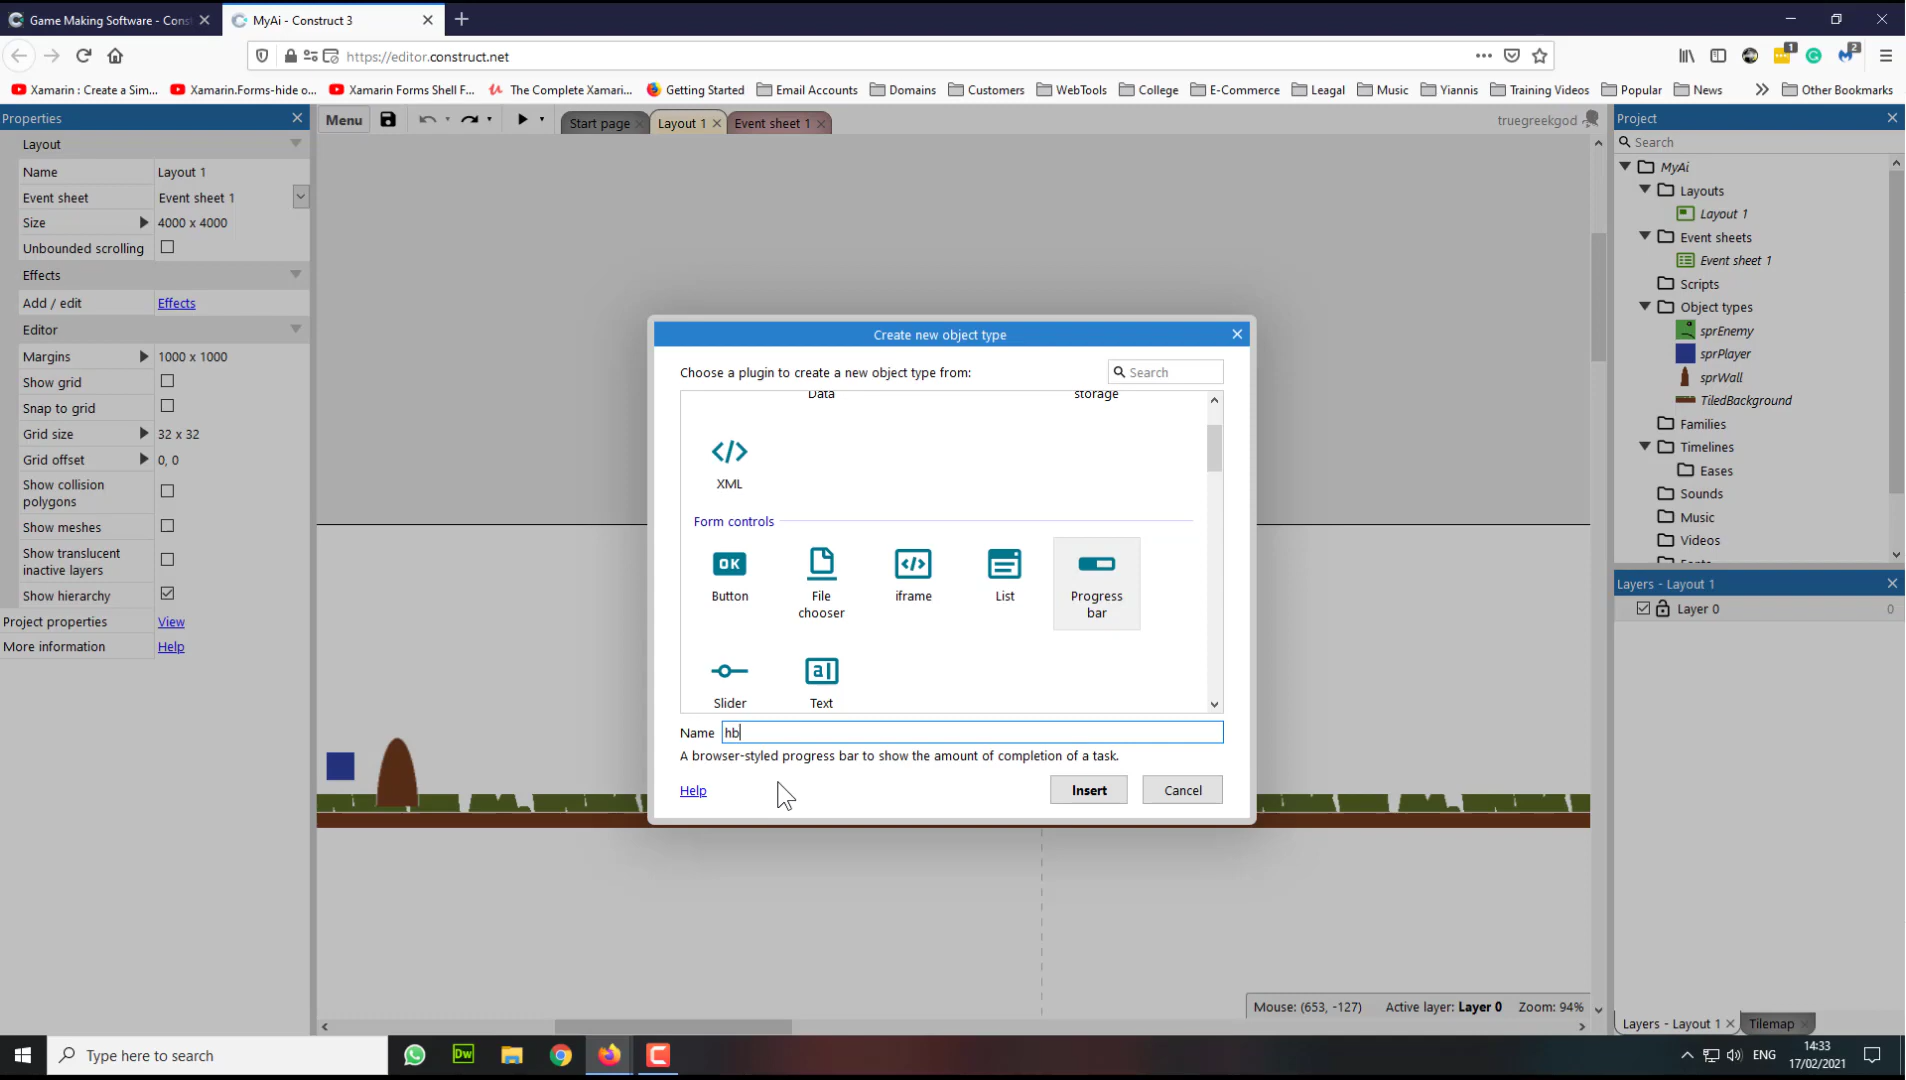 Game Making Software - Cons
MyAi - Construct 3
https://editor.construct.net
1
2
Xamarin : Create a Sim...
Xamarin.Forms-hide o...
Xamarin Forms Shell F...
The Complete Xamari...
Getting Started
Email Accounts
Domains
Customers
WebTools
College
E-Commerce
Leagal
Music
Yiannis
Training Videos
Popular
News
Other Bookmarks
Properties
Menu
Start page
Layout 1
Event sheet 1
truegreekgod
Project
Layout
Name
Layout 1
Event sheet
Event sheet 1
Size
4000 x 4000
Unbounded scrolling
Effects
Add / edit
Effects
Editor
Margins
1000 x 1000
Show grid
Snap to grid
Grid size
32 x 32
Grid offset
0, 0
Show collision
polygons
Show meshes
Show translucent
inactive layers
Show hierarchy
Project properties
View
More information
Help
Create new object type
Choose a plugin to create a new object type from:
Search
Data
storage
</>
XML
Form controls
OK
Button
File
chooser
</>
iframe
List
Progress
bar
Slider
a
Text
Name
hb
A browser-styled progress bar to show the amount of completion of a task.
Help
Insert
Cancel
Search
MyAi
Layouts
Layout 1
Event sheets
Event sheet 1
Scripts
Object types
sprEnemy
sprPlayer
sprWall
TiledBackground
Families
Timelines
Eases
Sounds
Music
Videos
Layers - Layout 1
Layer 0
0
Mouse: (653, -127)
Active layer: Layer 0
Zoom: 94%
Layers - Layout 1
Tilemap
Type here to search
Dw
ENG
14:33
17/02/2021